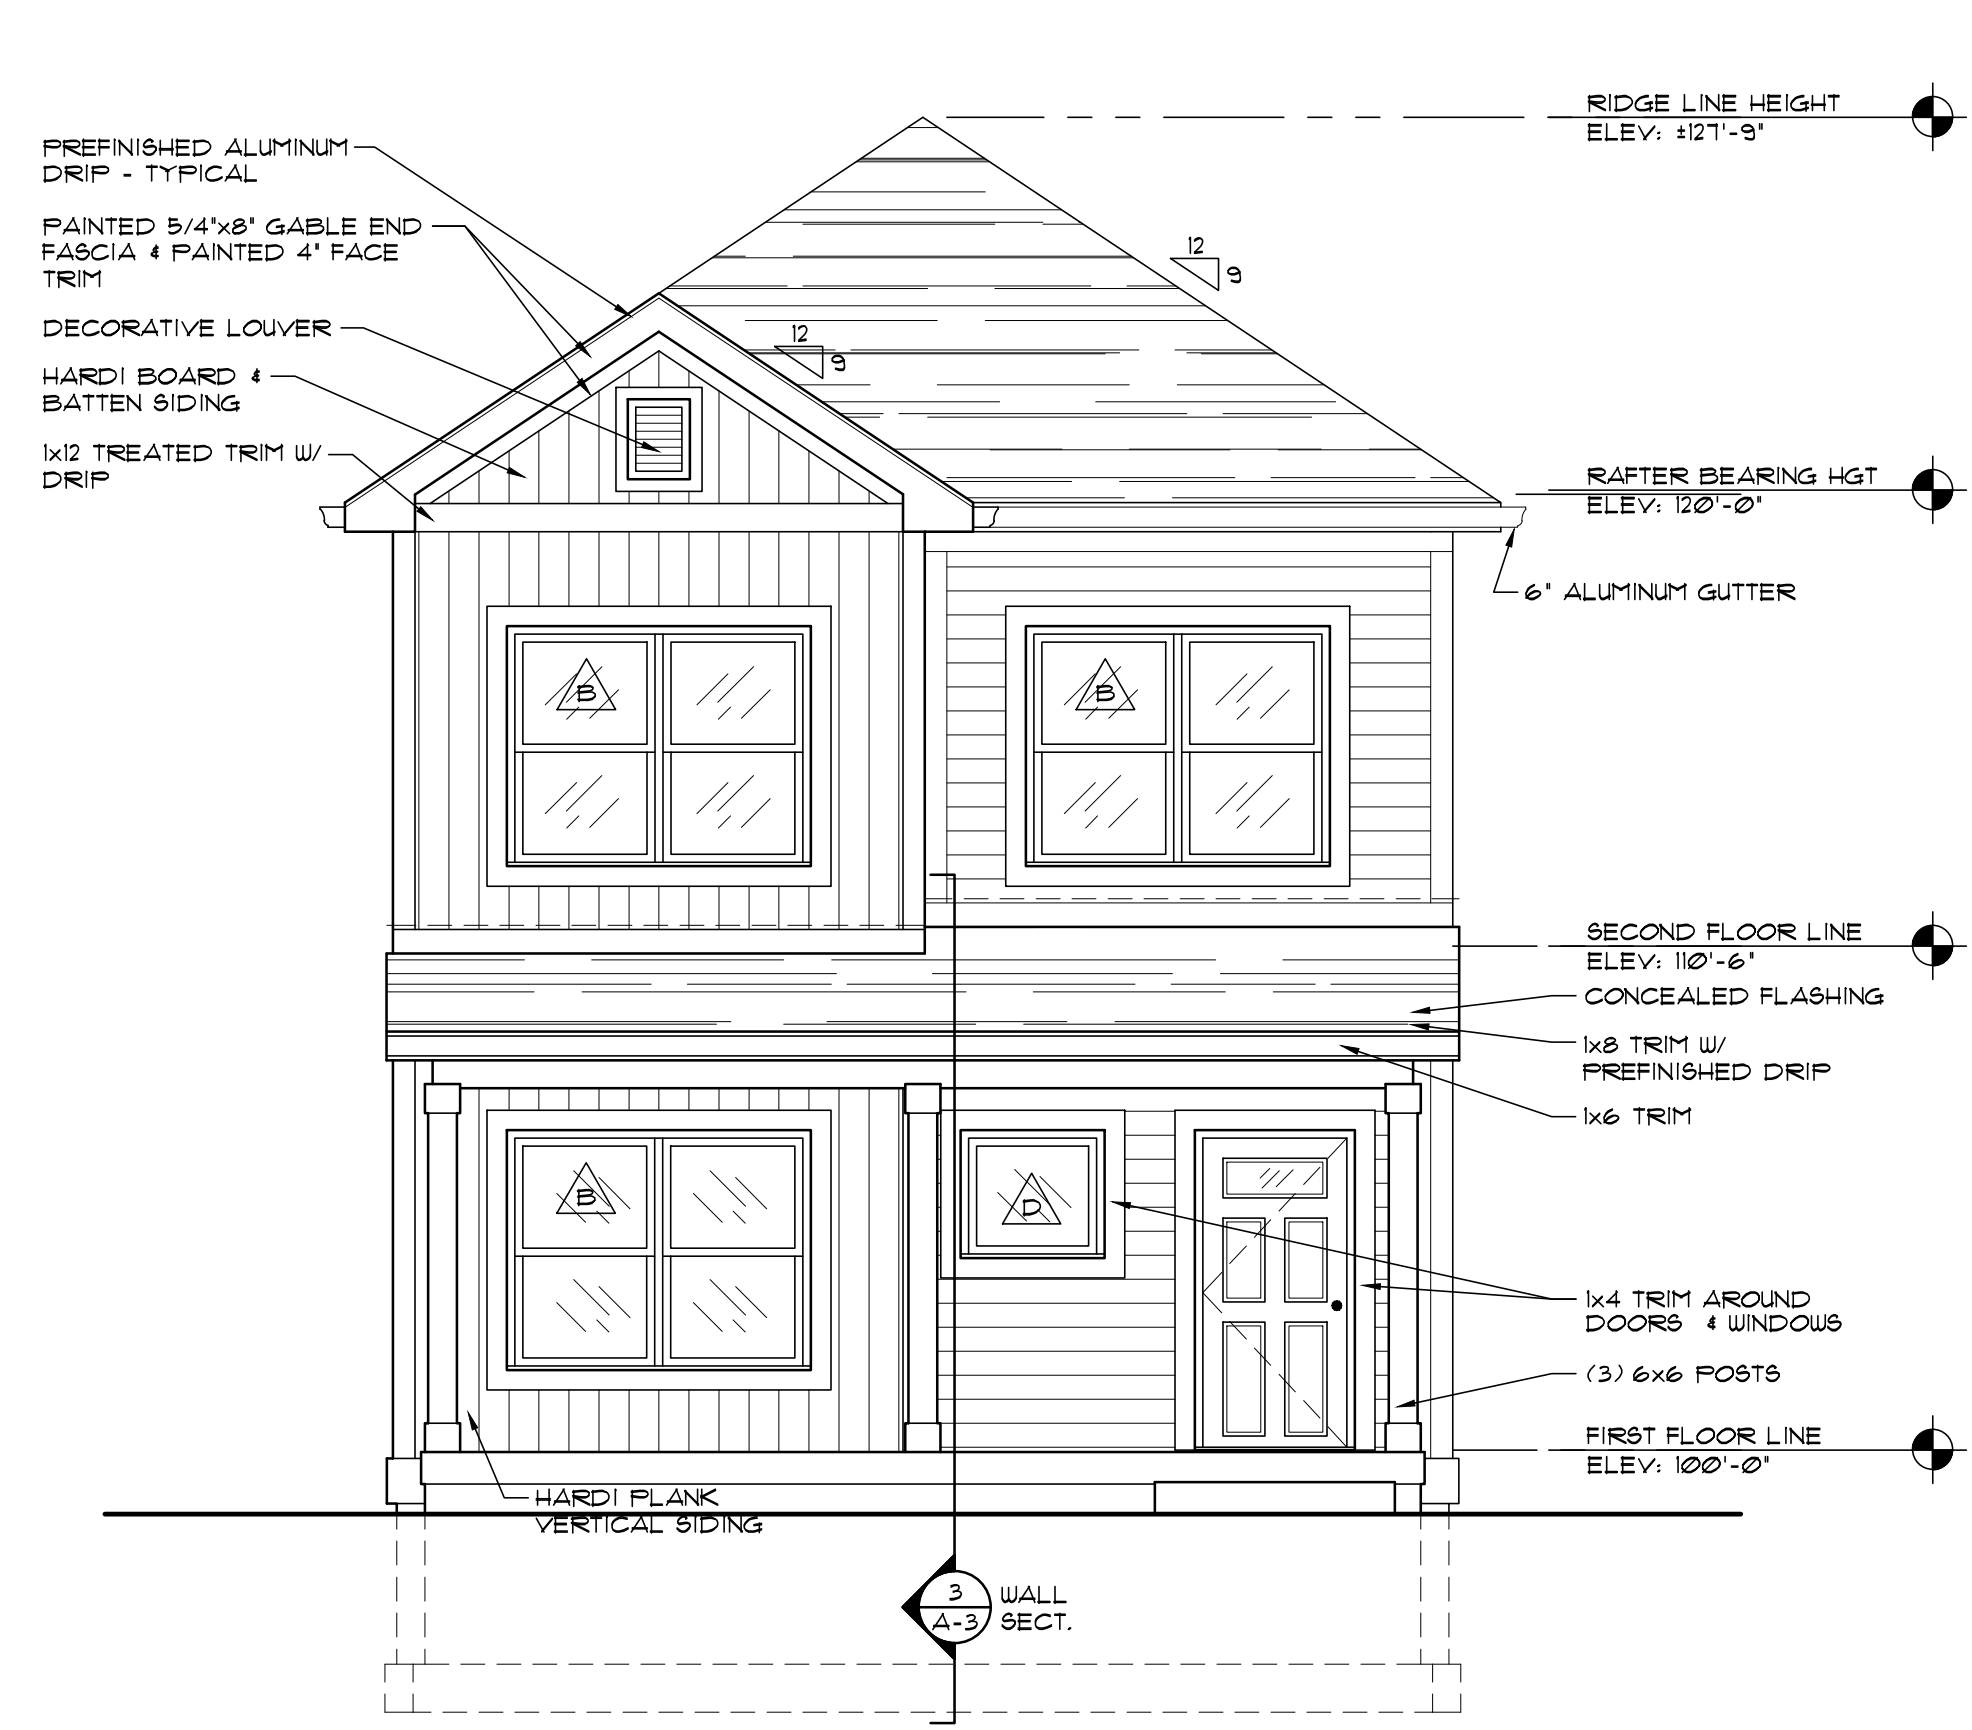 RIDGE LINE HEIGHT
ELEV: ±127'-9"
PREFINISHED ALUMINUM
DRIP - TYPICAL
PAINTED 5/4"x8" GABLE END
FASCIA & PAINTED 4" FACE
TRIM
12
9
DECORATIVE LOUVER
12
9
HARDI BOARD &
BATTEN SIDING
1x12 TREATED TRIM W/
DRIP
RAFTER BEARING HGT
ELEV: 120'-0"
6" ALUMINUM GUTTER
B
B
SECOND FLOOR LINE
ELEV: 110'-6"
CONCEALED FLASHING
1x8 TRIM W/
PREFINISHED DRIP
1x6 TRIM
B
D
1x4 TRIM AROUND
DOORS & WINDOWS
(3) 6x6 POSTS
FIRST FLOOR LINE
ELEV: 100'-0"
HARDI PLANK
VERTICAL SIDING
3
A-3
WALL
SECT.